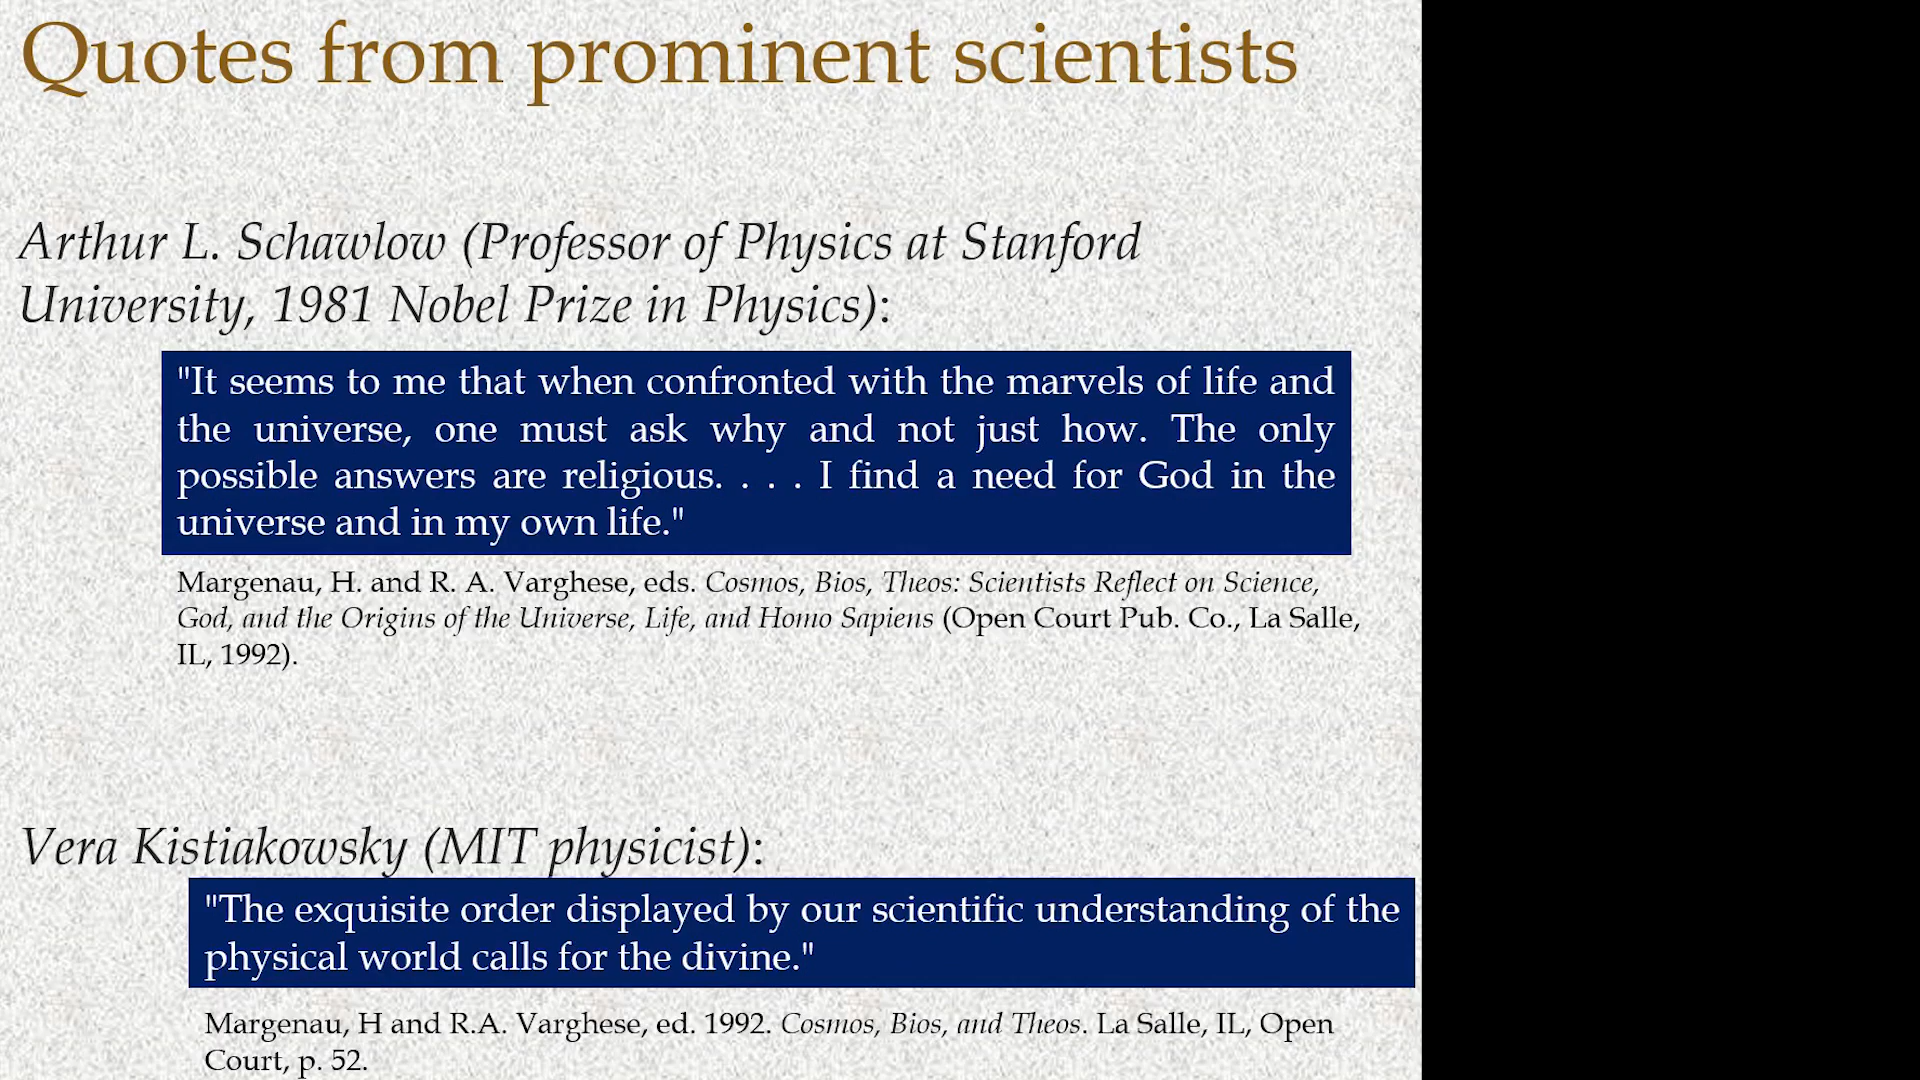 Quotes from prominent scientists
Arthur L. Schawlow (Professor of Physics at Stanford
University, 1981 Nobel Prize in Physics):
"It seems to me that when confronted with the marvels of life and
the universe, one must ask why and not just how. The only
possible answers are religious. . . . I find a need for God in the
universe and in my own life."
Margenau, H. and R. A. Varghese, eds. Cosmos, Bios, Theos: Scientists Reflect on Science,
God, and the Origins of the Universe, Life, and Homo Sapiens (Open Court Pub. Co., La Salle,
IL, 1992).
Vera Kistiakowsky (MIT physicist):
"The exquisite order displayed by our scientific understanding of the
physical world calls for the divine."
Margenau, H and R.A. Varghese, ed. 1992. Cosmos, Bios, and Theos. La Salle, IL, Open
Court, p. 52.